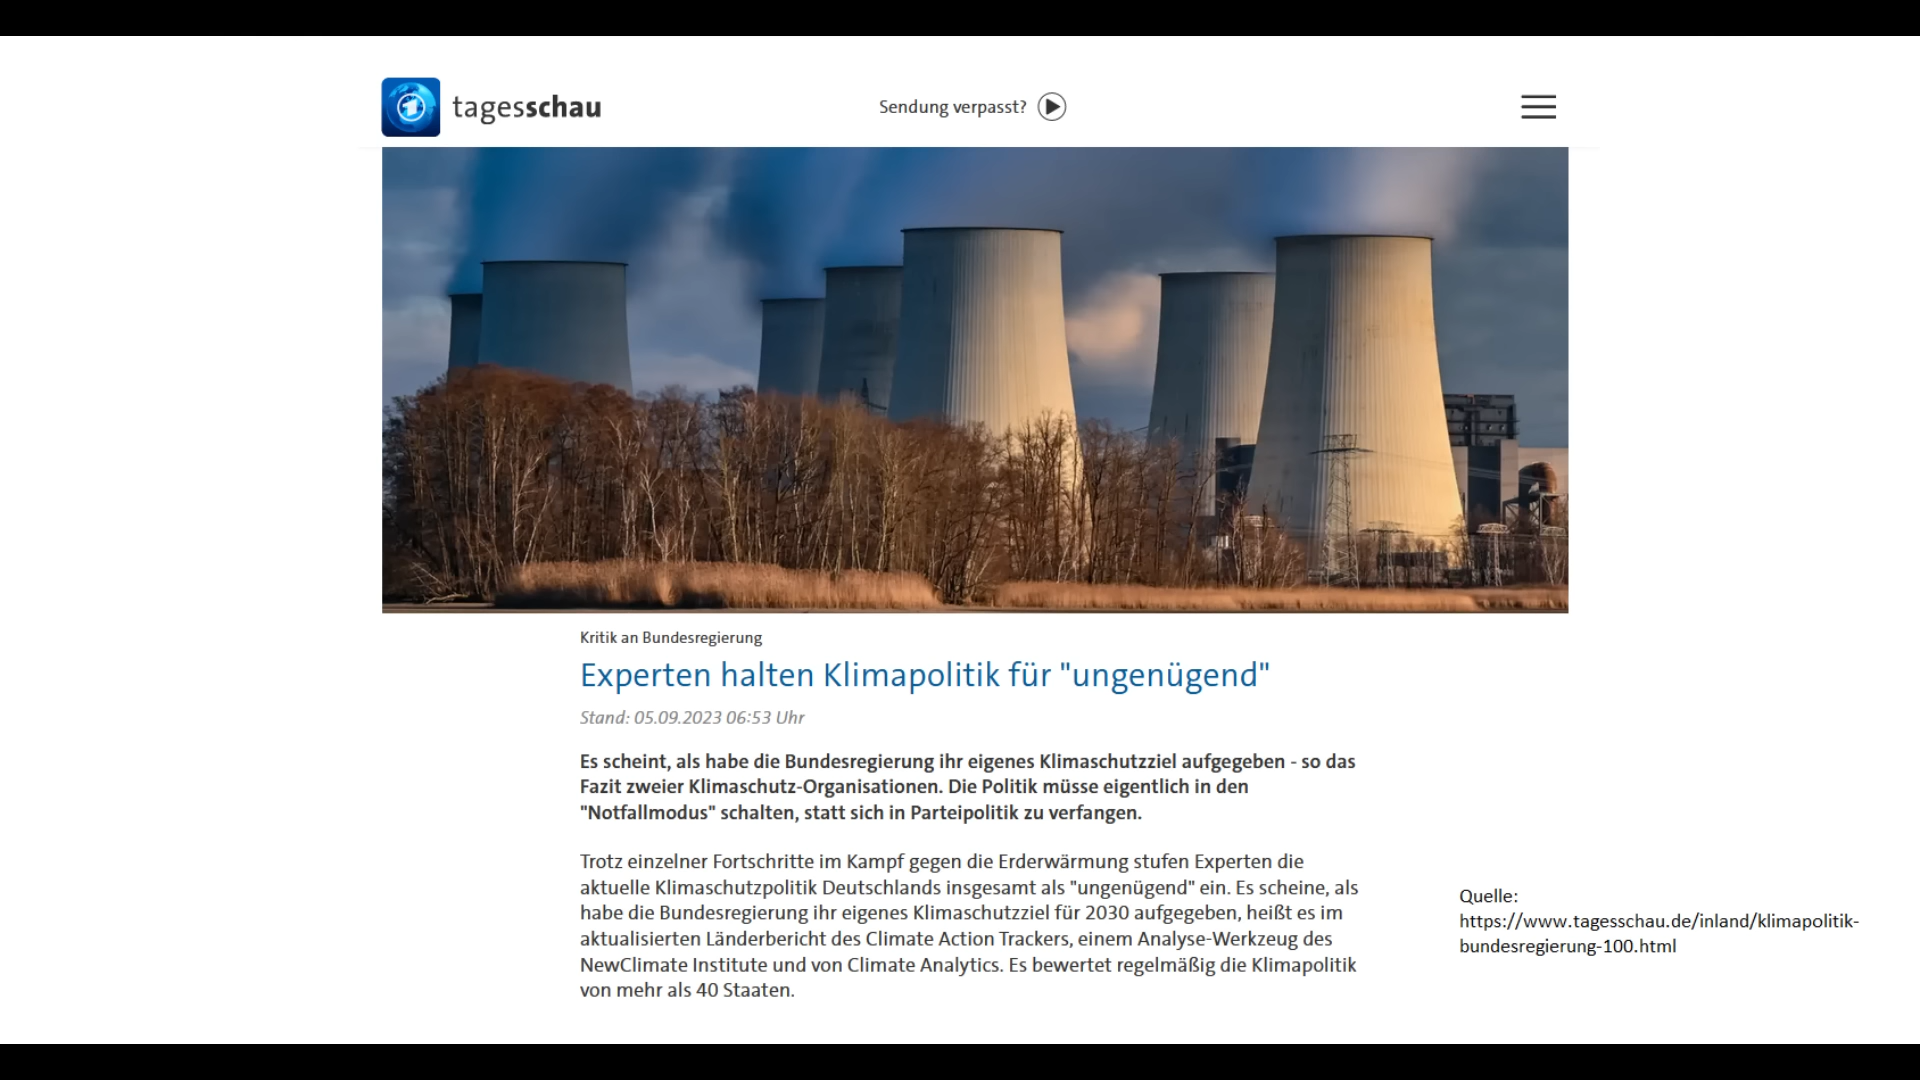 tagesschau
Sendung verpasst?
Kritik an Bundesregierung
Experten halten Klimapolitik für "ungenügend"
Stand: 05.09.2023 06:53 Uhr
Es scheint, als habe die Bundesregierung ihr eigenes Klimaschutzziel aufgegeben - so das
Fazit zweier Klimaschutz-Organisationen. Die Politik müsse eigentlich in den
"Notfallmodus" schalten, statt sich in Parteipolitik zu verfangen.
Trotz einzelner Fortschritte im Kampf gegen die Erderwärmung stufen Experten die
aktuelle Klimaschutzpolitik Deutschlands insgesamt als "ungenügend" ein. Es scheine, als
habe die Bundesregierung ihr eigenes Klimaschutzziel für 2030 aufgegeben, heißt es im
aktualisierten Länderbericht des Climate Action Trackers, einem Analyse-Werkzeug des
NewClimate Institute und von Climate Analytics. Es bewertet regelmäßig die Klimapolitik
von mehr als 40 Staaten.
Quelle:
https://www.tagesschau.de/inland/klimapolitik-
bundesregierung-100.html